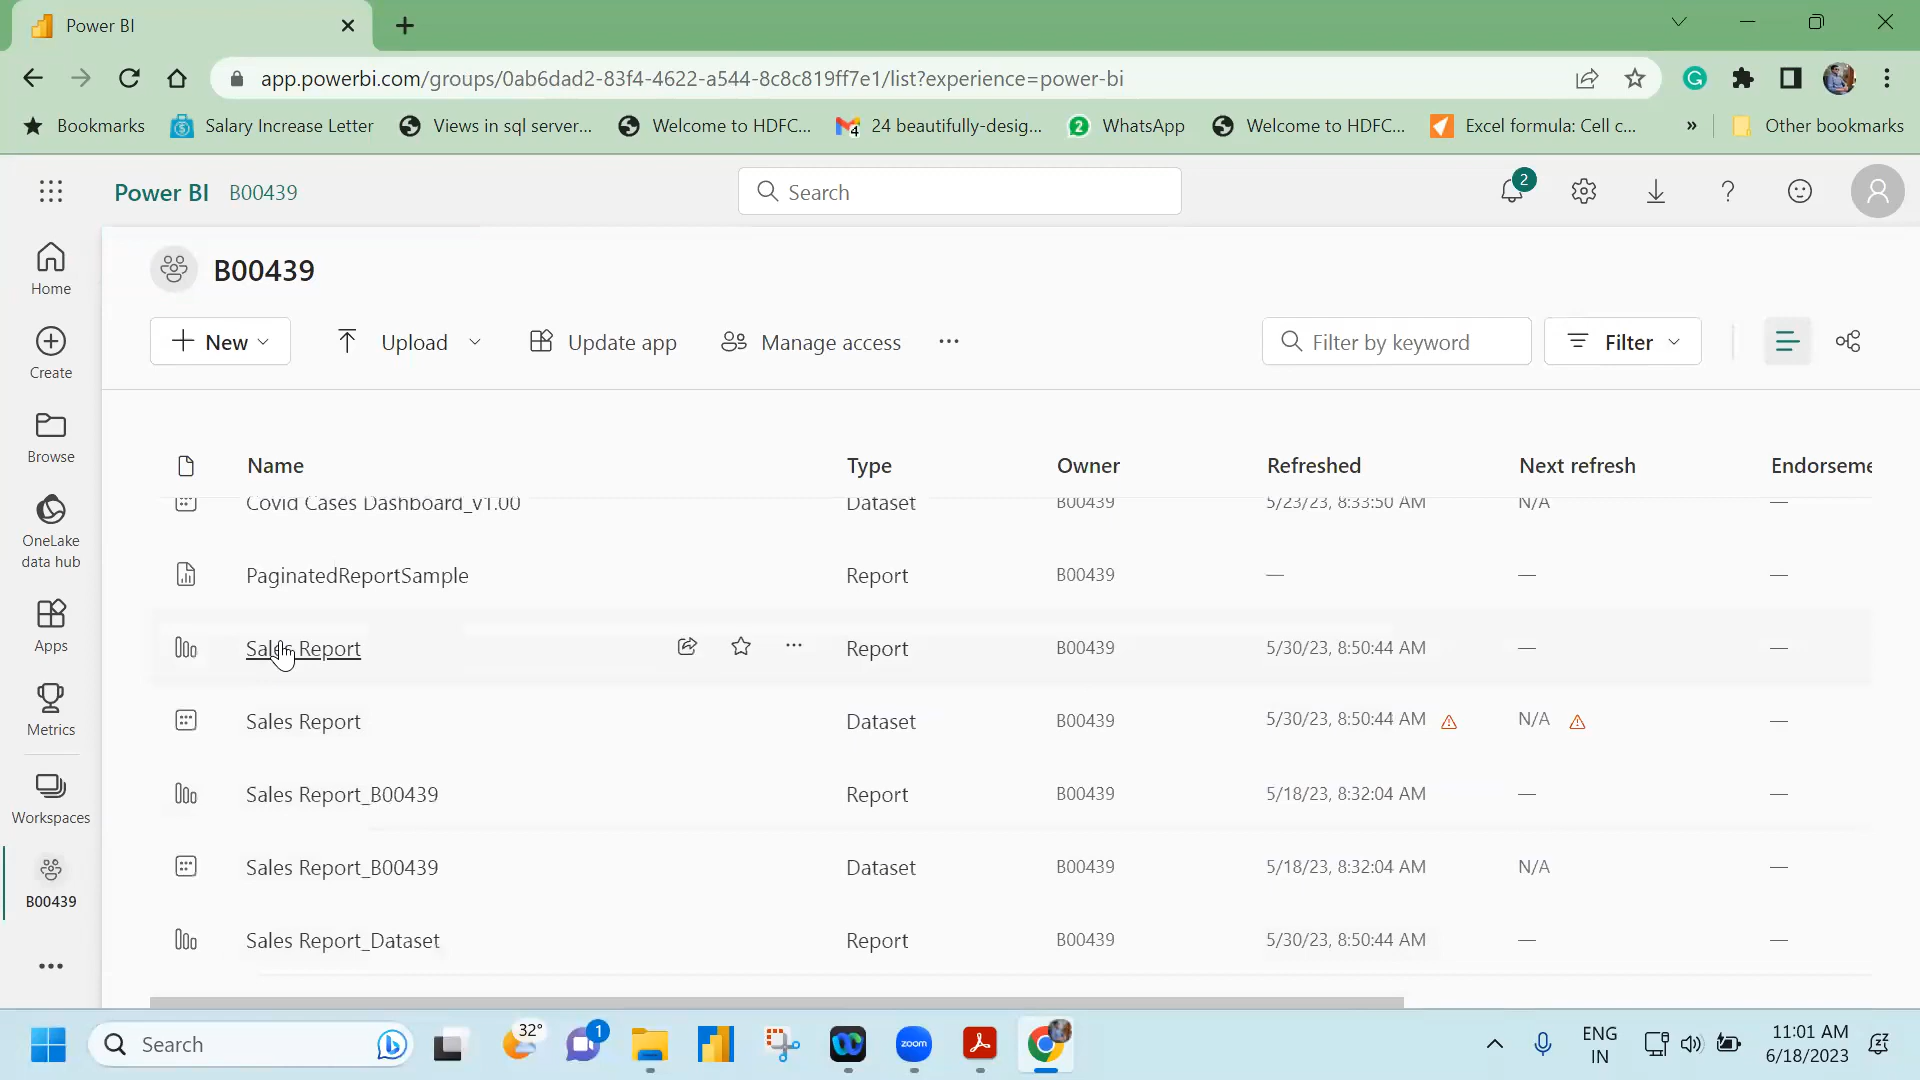 Power BI
app.powerbi.com/groups/0ab6dad2-83f4-4622-a544-8c8c819ff7e1/list?experience=power-bi
Bookmarks Salary Increase Letter Views in sql server... Welcome to HDFC... 24 beautifully-desig... WhatsApp Welcome to HDFC... Excel formula: Cell c... » Other bookmarks
Power BI B00439 Search 2
Home
Create
Browse
OneLake
data hub
Apps
Metrics
Workspaces
B00439
B00439
New Upload Update app Manage access Filter by keyword Filter
Name Type Owner Refreshed Next refresh Endorseme
Covid Cases Dashboard_v1.00 Dataset B00439 5/23/23, 8:33:50 AM N/A —
PaginatedReportSample Report B00439 — — —
Sales Report Report B00439 5/30/23, 8:50:44 AM — —
Sales Report Dataset B00439 5/30/23, 8:50:44 AM N/A —
Sales Report_B00439 Report B00439 5/18/23, 8:32:04 AM — —
Sales Report_B00439 Dataset B00439 5/18/23, 8:32:04 AM N/A —
Sales Report_Dataset Report B00439 5/30/23, 8:50:44 AM — —
Search 32° 1 zoom ENG 11:01 AM
IN 6/18/2023